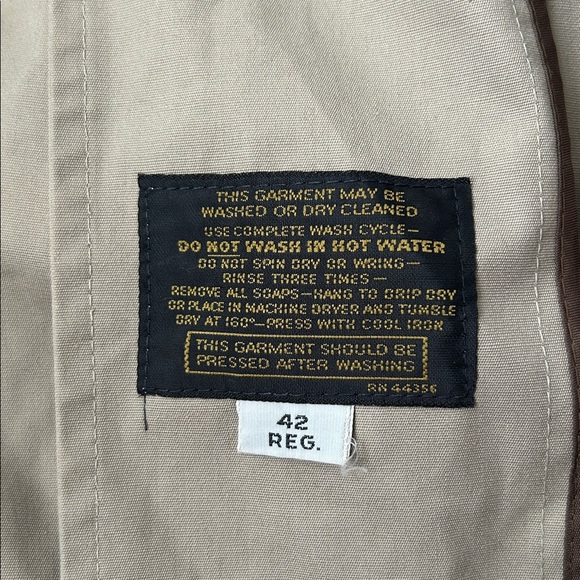 THIS GARMENT MAY BE
WASHED OR DRY CLEANED
USE COMPLETE WASH CYCLE—
DO NOT WASH IN HOT WATER
DO NOT SPIN DRY OR WRING—
RINSE THREE TIMES—
REMOVE ALL SOAPS—HANG TO DRIP DRY
OR PLACE IN MACHINE DRYER AND TUMBLE
DRY AT 160°—PRESS WITH COOL IRON
THIS GARMENT SHOULD BE
PRESSED AFTER WASHING
RN 44356
42
REG.